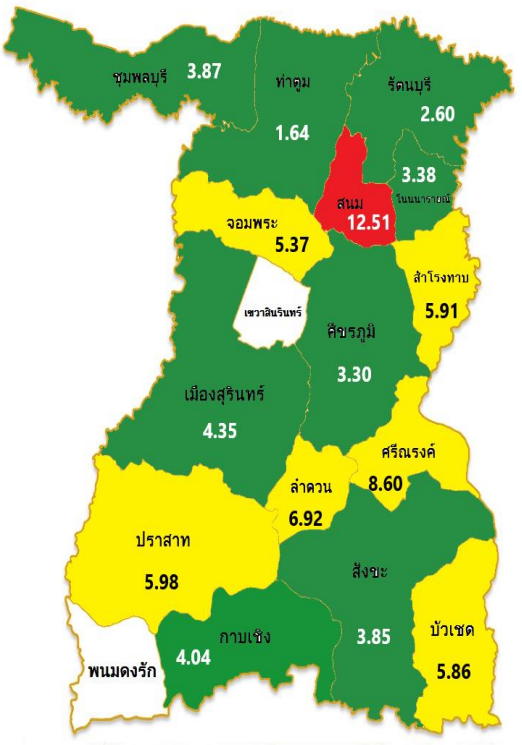 ชุมพลบุรี 3.87
ท่าตูม
1.64
รัตนบุรี
2.60
3.38
โนนนารายณ์
สนม
12.51
จอมพระ
5.37
สำโรงทาบ
5.91
เขวาสินรินทร์
ศีขรภูมิ
3.30
เมืองสุรินทร์
4.35
ศรีณรงค์
8.60
ลำดวน
6.92
ปราสาท
5.98
สังขะ
3.85
บัวเชด
5.86
กาบเชิง
4.04
พนมดงรัก